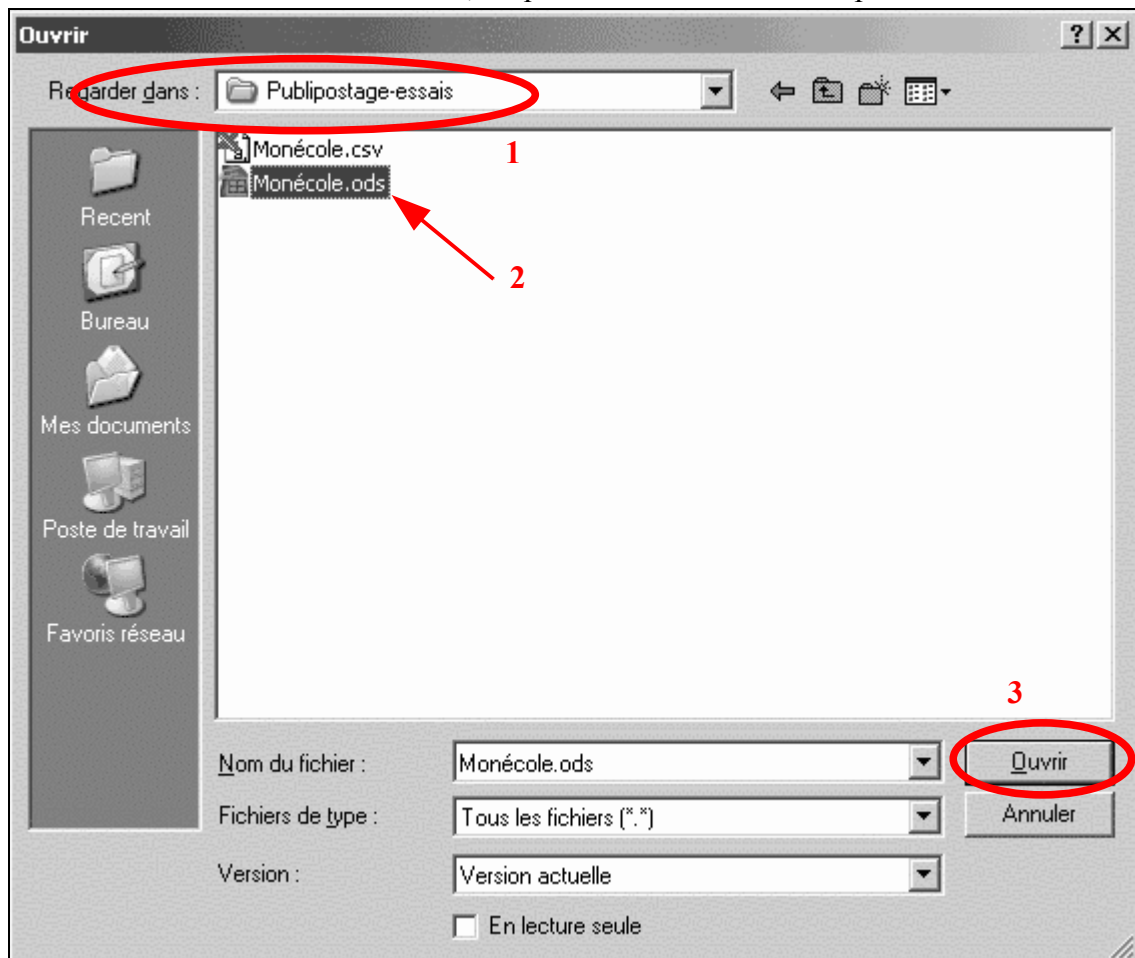 Ouvrir
Regarder dans :
Publipostage-essais
Monécole.csv
1
Monécole.ods
2
Recent
Bureau
Mes documents
Poste de travail
Favoris réseau
3
Nom du fichier :
Monécole.ods
Ouvrir
Fichiers de type :
Tous les fichiers (*.*)
Annuler
Version :
Version actuelle
En lecture seule